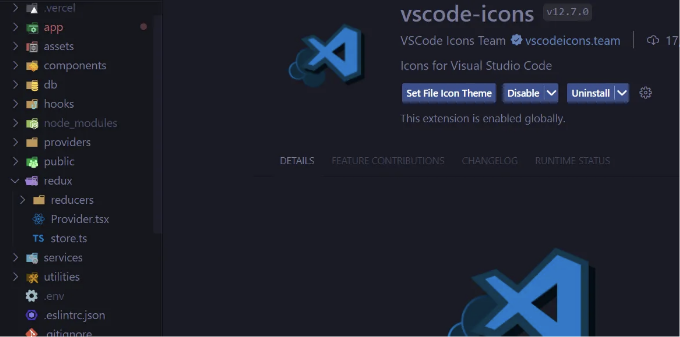 .vercel
app
assets
components
db
hooks
node_modules
providers
public
redux
reducers
Provider.tsx
TS store.ts
services
utilities
.env
.eslintrc.json
.gitignore
vscode-icons v12.7.0
VSCode Icons Team vscodeicons.team 17,
Icons for Visual Studio Code
Set File Icon Theme Disable Uninstall
This extension is enabled globally.
DETAILS FEATURE CONTRIBUTIONS CHANGELOG RUNTIME STATUS